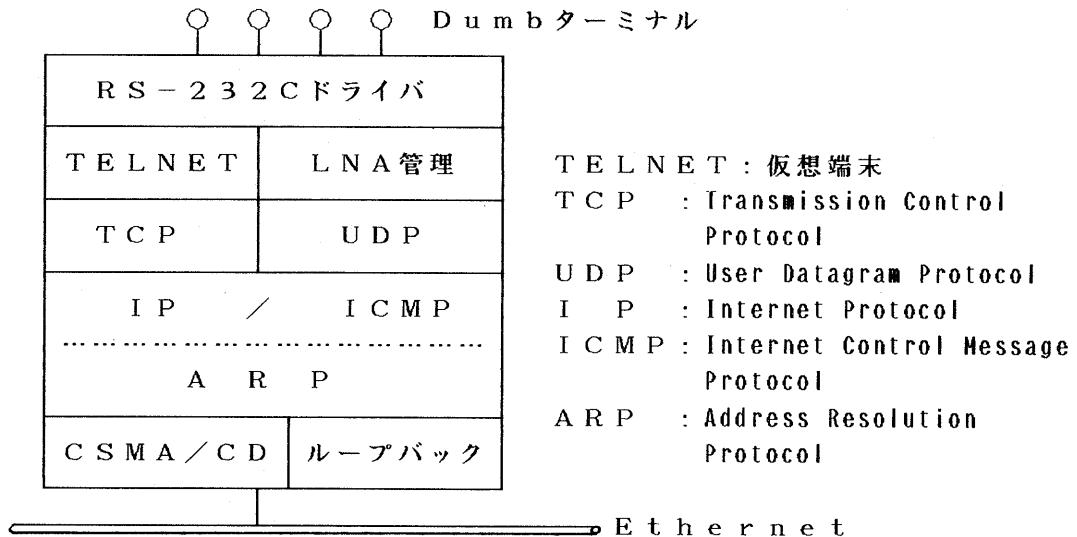 Dumbターミナル
RS-232Cドライバ
TELNET LNA管理
TCP UDP
IP / ICMP
ARP
CSMA/CD ループバック
Ethernet
TELNET:仮想端末
TCP :Transmission Control
Protocol
UDP :User Datagram Protocol
I P :Internet Protocol
ICMP:Internet Control Message
Protocol
ARP :Address Resolution
Protocol